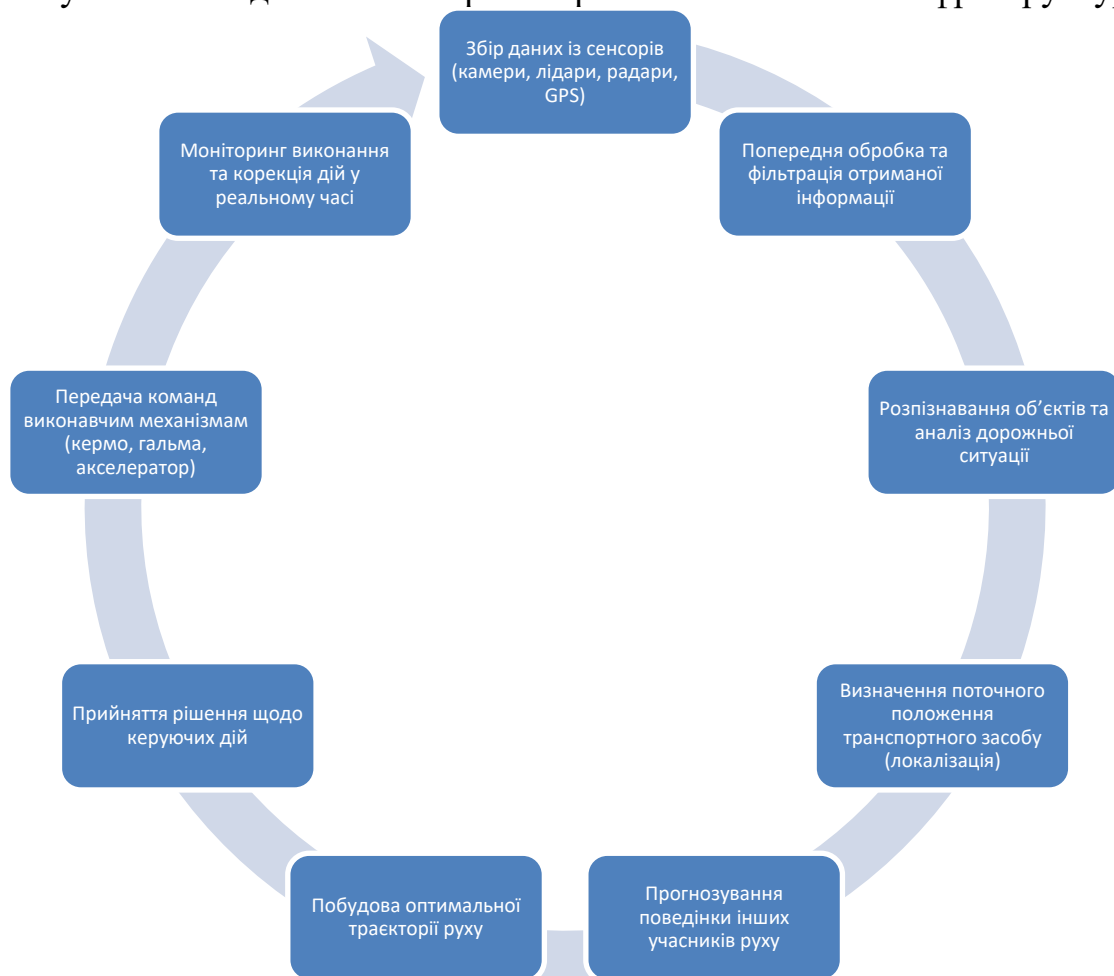 Збір даних із сенсорів
(камери, лідари, радари,
GPS)
Попередня обробка та
фільтрація отриманої
інформації
Розпізнавання об’єктів та
аналіз дорожньої
ситуації
Визначення поточного
положення
транспортного засобу
(локалізація)
Прогнозування
поведінки інших
учасників руху
Побудова оптимальної
траєкторії руху
Прийняття рішення щодо
керуючих дій
Передача команд
виконавчим механізмам
(кермо, гальма,
акселератор)
Моніторинг виконання
та корекція дій у
реальному часі